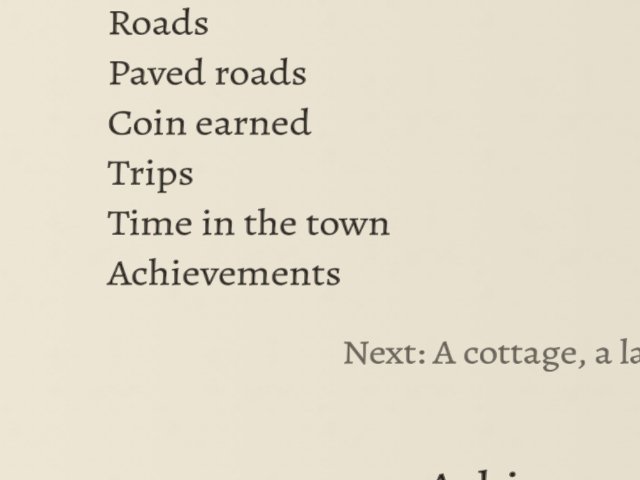 Roads
Paved roads
Coin earned
Trips
Time in the town
Achievements
Next: A cottage, a